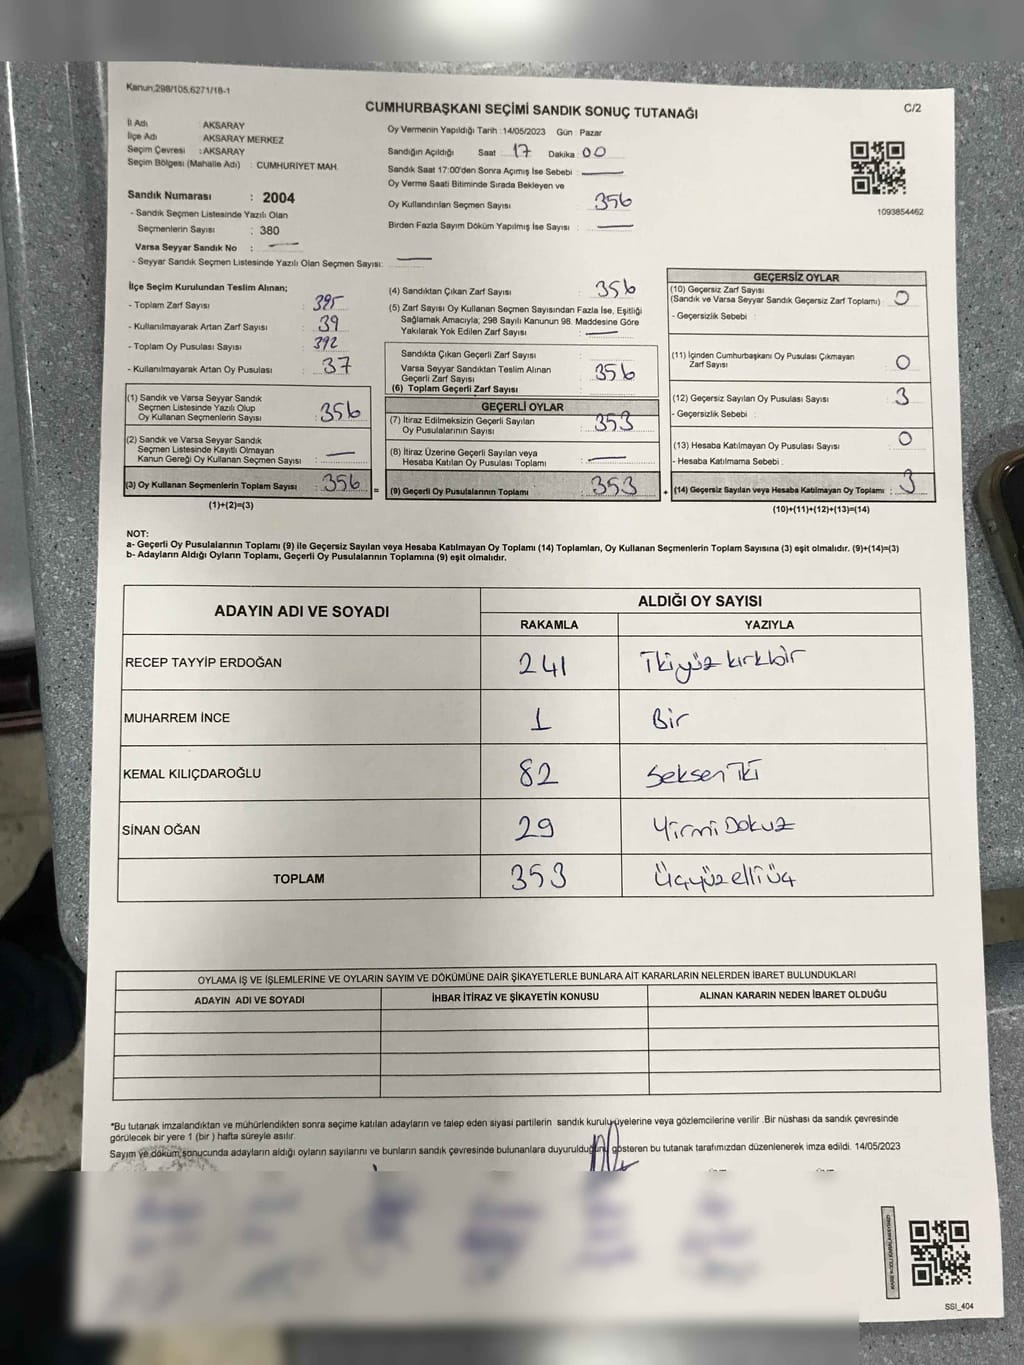 Kanun;298/105,6271/18-1
CUMHURBAŞKANI SEÇİMİ SANDIK SONUÇ TUTANAĞI
C/2
İl Adı : AKSARAY
İlçe Adı : AKSARAY MERKEZ
Seçim Çevresi : AKSARAY
Seçim Bölgesi (Mahalle Adı) : CUMHURİYET MAH.
Sandık Numarası : 2004
- Sandık Seçmen Listesinde Yazılı Olan
Seçmenlerin Sayısı : 380
Varsa Seyyar Sandık No : —
- Seyyar Sandık Seçmen Listesinde Yazılı Olan Seçmen Sayısı: —
Oy Vermenin Yapıldığı Tarih : 14/05/2023 Gün : Pazar
Sandığın Açıldığı Saat : 17 Dakika : 00
Sandık Saat 17:00'den Sonra Açımış İse Sebebi : —
Oy Verme Saati Bitiminde Sırada Bekleyen ve
Oy Kullandırılan Seçmen Sayısı : 356
Birden Fazla Sayım Döküm Yapılmış İse Sayısı : —
1093854462
İlçe Seçim Kurulundan Teslim Alınan;
- Toplam Zarf Sayısı : 395
- Kullanılmayarak Artan Zarf Sayısı : 39
- Toplam Oy Pusulası Sayısı : 392
- Kullanılmayarak Artan Oy Pusulası : 37
(1) Sandık ve Varsa Seyyar Sandık
Seçmen Listesinde Yazılı Olup
Oy Kullanan Seçmenlerin Sayısı : 356
(2) Sandık ve Varsa Seyyar Sandık
Seçmen Listesinde Kayıtlı Olmayan
Kanun Gereği Oy Kullanan Seçmen Sayısı : —
(3) Oy Kullanan Seçmenlerin Toplam Sayısı : 356
(1)+(2)=(3)
(4) Sandıktan Çıkan Zarf Sayısı : 356
(5) Zarf Sayısı Oy Kullanan Seçmen Sayısından Fazla İse, Eşitliği
Sağlamak Amacıyla; 298 Sayılı Kanunun 98. Maddesine Göre
Yakılarak Yok Edilen Zarf Sayısı : —
Sandıkta Çıkan Geçerli Zarf Sayısı :
Varsa Seyyar Sandıktan Teslim Alınan
Geçerli Zarf Sayısı : 356
(6) Toplam Geçerli Zarf Sayısı :
GEÇERLİ OYLAR
(7) İtiraz Edilmeksizin Geçerli Sayılan
Oy Pusulalarının Sayısı : 353
(8) İtiraz Üzerine Geçerli Sayılan veya
Hesaba Katılan Oy Pusulası Toplamı : —
= (9) Geçerli Oy Pusulalarının Toplamı : 353
GEÇERSİZ OYLAR
(10) Geçersiz Zarf Sayısı
(Sandık ve Varsa Seyyar Sandık Geçersiz Zarf Toplamı) : 0
- Geçersizlik Sebebi :
(11) İçinden Cumhurbaşkanı Oy Pusulası Çıkmayan
Zarf Sayısı : 0
(12) Geçersiz Sayılan Oy Pusulası Sayısı : 3
- Geçersizlik Sebebi :
(13) Hesaba Katılmayan Oy Pusulası Sayısı : 0
- Hesaba Katılmama Sebebi :
+ (14) Geçersiz Sayılan veya Hesaba Katılmayan Oy Toplamı : 3
(10)+(11)+(12)+(13)=(14)
NOT:
a- Geçerli Oy Pusulalarının Toplamı (9) ile Geçersiz Sayılan veya Hesaba Katılmayan Oy Toplamı (14) Toplamları, Oy Kullanan Seçmenlerin Toplam Sayısına (3) eşit olmalıdır. (9)+(14)=(3)
b- Adayların Aldığı Oyların Toplamı, Geçerli Oy Pusulalarının Toplamına (9) eşit olmalıdır.
ADAYIN ADI VE SOYADI
ALDIĞI OY SAYISI
RAKAMLA YAZIYLA
RECEP TAYYİP ERDOĞAN 241 İkiyüz kırkbir
MUHARREM İNCE 1 Bir
KEMAL KILIÇDAROĞLU 82 Seksen İki
SİNAN OĞAN 29 Yirmi Dokuz
TOPLAM 353 Üçyüz elli üç
OYLAMA İŞ VE İŞLEMLERİNE VE OYLARIN SAYIM VE DÖKÜMÜNE DAİR ŞİKAYETLERLE BUNLARA AİT KARARLARIN NELERDEN İBARET BULUNDUKLARI
ADAYIN ADI VE SOYADI İHBAR İTİRAZ VE ŞİKAYETİN KONUSU ALINAN KARARIN NEDEN İBARET OLDUĞU
*Bu tutanak imzalandıktan ve mühürlendikten sonra seçime katılan adayların ve talep eden siyasi partilerin sandık kurulu üyelerine veya gözlemcilerine verilir .Bir nüshası da sandık çevresinde
görülecek bir yere 1 (bir ) hafta süreyle asılır.
Sayım ve döküm sonucunda adayların aldığı oyların sayılarını ve bunların sandık çevresinde bulunanlara duyurulduğunu gösteren bu tutanak tarafımızdan düzenlenerek imza edildi. 14/05/2023
SSI_404